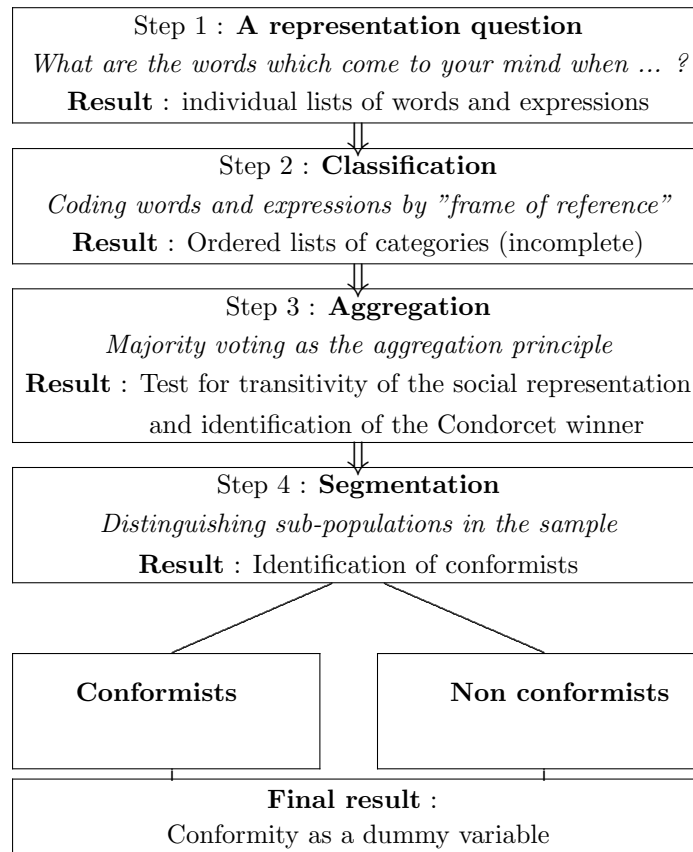 Step 1 : A representation question
What are the words which come to your mind when ... ?
Result : individual lists of words and expressions
Step 2 : Classification
Coding words and expressions by ”frame of reference”
Result : Ordered lists of categories (incomplete)
Step 3 : Aggregation
Majority voting as the aggregation principle
Result : Test for transitivity of the social representation
and identification of the Condorcet winner
Step 4 : Segmentation
Distinguishing sub-populations in the sample
Result : Identification of conformists
Conformists
Non conformists
Final result :
Conformity as a dummy variable